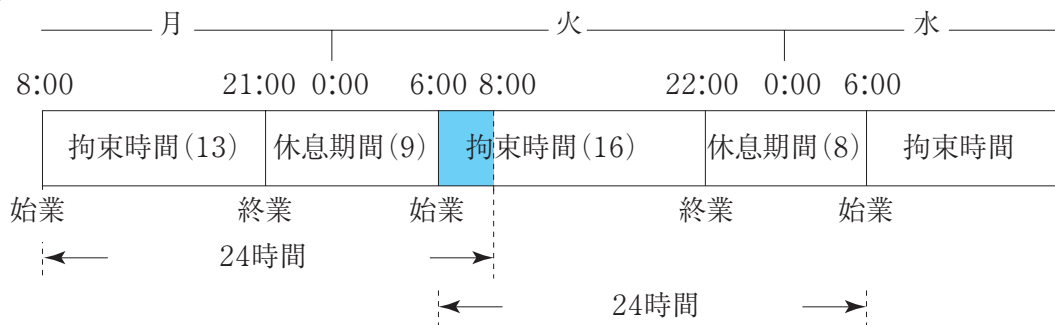 月 火 水
8:00 21:00 0:00 6:00 8:00 22:00 0:00 6:00
拘束時間(13) 休息期間(9) 拘束時間(16) 休息期間(8) 拘束時間
始業 終業 始業 終業 始業
24時間
24時間